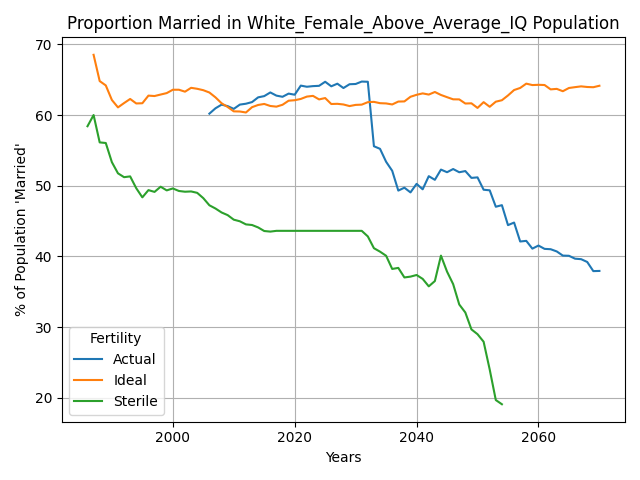 Proportion Married in White_Female_Above_Average_IQ Population
% of Population 'Married'
70
60
50
40
30
20
Fertility
Actual
Ideal
Sterile
2000 2020 2040 2060
Years